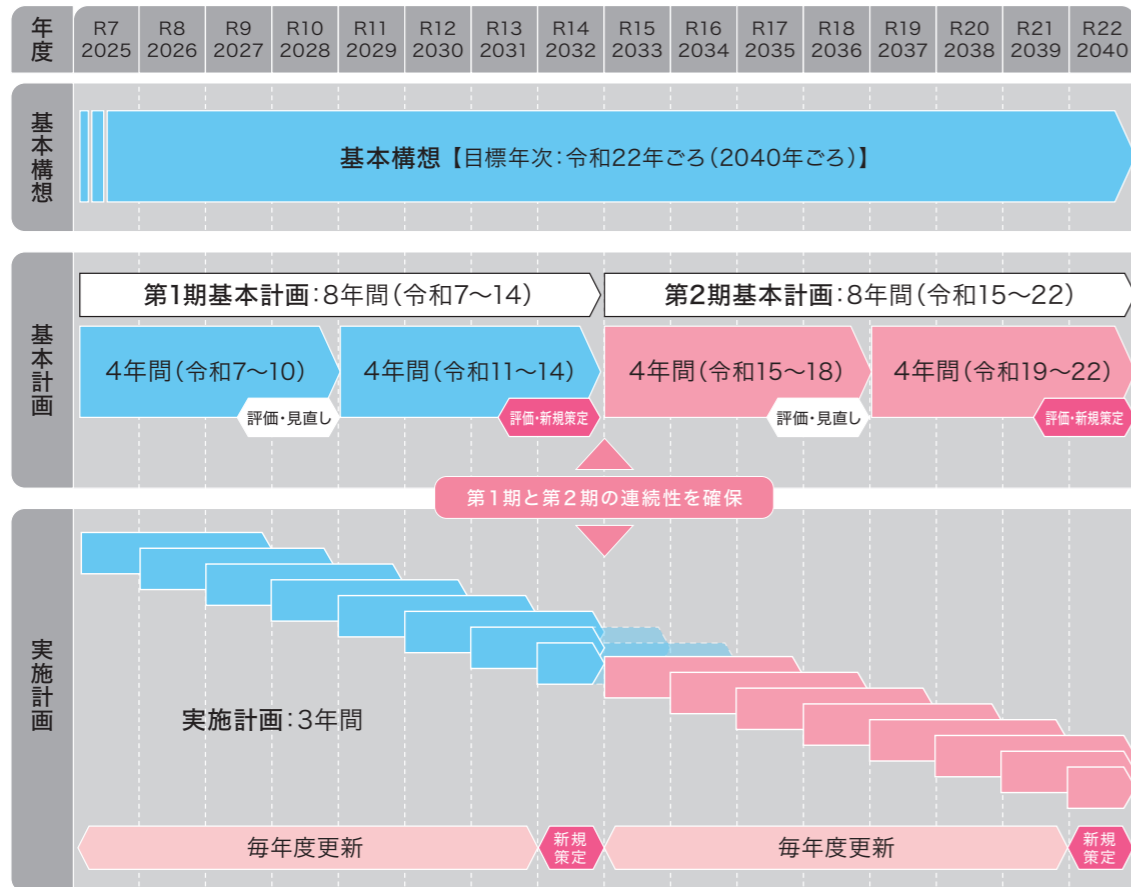 年度
R7 R8 R9 R10 R11 R12 R13 R14 R15 R16 R17 R18 R19 R20 R21 R22
2025 2026 2027 2028 2029 2030 2031 2032 2033 2034 2035 2036 2037 2038 2039 2040
基本構想
基本構想【目標年次：令和22年ごろ（2040年ごろ）】
基本計画
第1期基本計画：8年間（令和7〜14） 第2期基本計画：8年間（令和15〜22）
4年間（令和7〜10） 4年間（令和11〜14） 4年間（令和15〜18） 4年間（令和19〜22）
評価・見直し 評価・新規策定 評価・見直し 評価・新規策定
第1期と第2期の連続性を確保
実施計画
実施計画：3年間
毎年度更新 新規策定 毎年度更新 新規策定